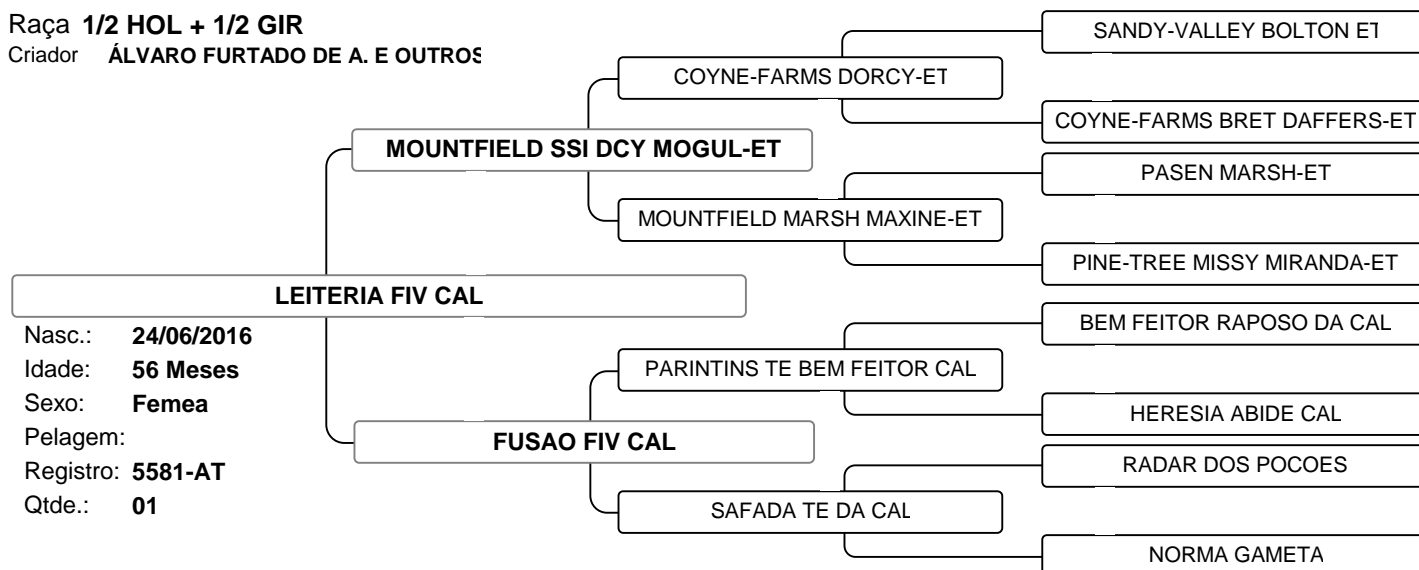 Raça 1/2 HOL + 1/2 GIR
Criador ÁLVARO FURTADO DE A. E OUTROS
SANDY-VALLEY BOLTON ET
COYNE-FARMS DORCY-ET
COYNE-FARMS BRET DAFFERS-ET
MOUNTFIELD SSI DCY MOGUL-ET
PASEN MARSH-ET
MOUNTFIELD MARSH MAXINE-ET
PINE-TREE MISSY MIRANDA-ET
LEITERIA FIV CAL
BEM FEITOR RAPOSO DA CAL
PARINTINS TE BEM FEITOR CAL
HERESIA ABIDE CAL
FUSAO FIV CAL
RADAR DOS POCOES
SAFADA TE DA CAL
NORMA GAMETA
Nasc.: 24/06/2016
Idade: 56 Meses
Sexo: Femea
Pelagem:
Registro: 5581-AT
Qtde.: 01